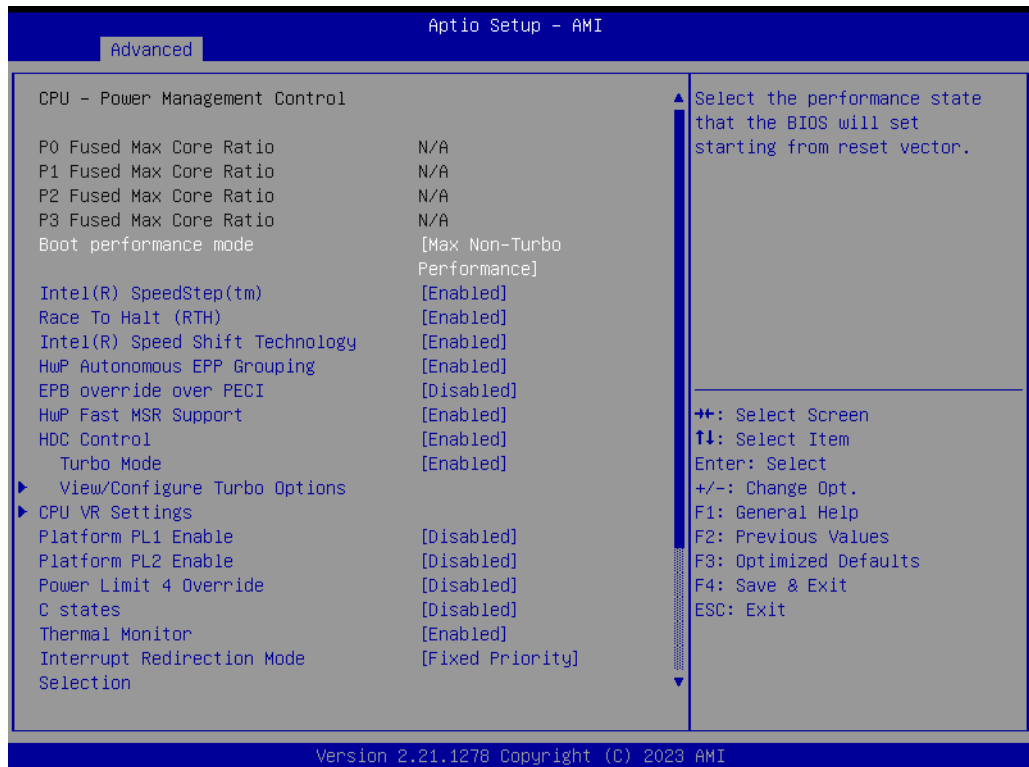 Aptio Setup – AMI
Advanced
CPU – Power Management Control
P0 Fused Max Core Ratio N/A
P1 Fused Max Core Ratio N/A
P2 Fused Max Core Ratio N/A
P3 Fused Max Core Ratio N/A
Boot performance mode [Max Non-Turbo
Performance]
Intel(R) SpeedStep(tm) [Enabled]
Race To Halt (RTH) [Enabled]
Intel(R) Speed Shift Technology [Enabled]
HwP Autonomous EPP Grouping [Enabled]
EPB override over PECI [Disabled]
HwP Fast MSR Support [Enabled]
HDC Control [Enabled]
Turbo Mode [Enabled]
View/Configure Turbo Options
CPU VR Settings
Platform PL1 Enable [Disabled]
Platform PL2 Enable [Disabled]
Power Limit 4 Override [Disabled]
C states [Disabled]
Thermal Monitor [Enabled]
Interrupt Redirection Mode [Fixed Priority]
Selection
Select the performance state
that the BIOS will set
starting from reset vector.
→←: Select Screen
↑↓: Select Item
Enter: Select
+/-: Change Opt.
F1: General Help
F2: Previous Values
F3: Optimized Defaults
F4: Save & Exit
ESC: Exit
Version 2.21.1278 Copyright (C) 2023 AMI